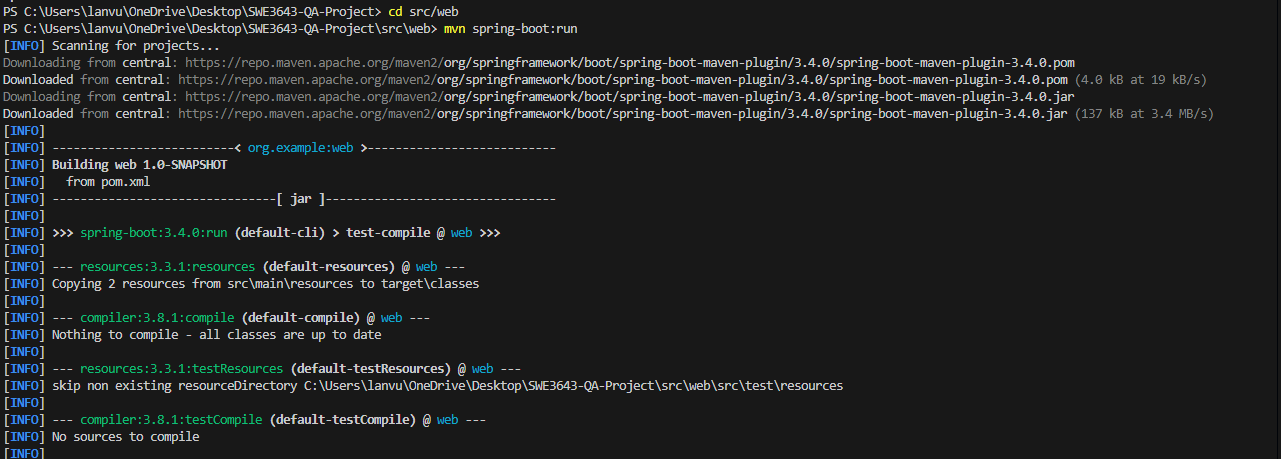 PS C:\Users\lanvu\OneDrive\Desktop\SWE3643-QA-Project> cd src/web
PS C:\Users\lanvu\OneDrive\Desktop\SWE3643-QA-Project\src\web> mvn spring-boot:run
[INFO] Scanning for projects...
Downloading from central: https://repo.maven.apache.org/maven2/org/springframework/boot/spring-boot-maven-plugin/3.4.0/spring-boot-maven-plugin-3.4.0.pom
Downloaded from central: https://repo.maven.apache.org/maven2/org/springframework/boot/spring-boot-maven-plugin/3.4.0/spring-boot-maven-plugin-3.4.0.pom (4.0 kB at 19 kB/s)
Downloading from central: https://repo.maven.apache.org/maven2/org/springframework/boot/spring-boot-maven-plugin/3.4.0/spring-boot-maven-plugin-3.4.0.jar
Downloaded from central: https://repo.maven.apache.org/maven2/org/springframework/boot/spring-boot-maven-plugin/3.4.0/spring-boot-maven-plugin-3.4.0.jar (137 kB at 3.4 MB/s)
[INFO]
[INFO] --------------------------< org.example:web >---------------------------
[INFO] Building web 1.0-SNAPSHOT
[INFO]   from pom.xml
[INFO] --------------------------------[ jar ]---------------------------------
[INFO]
[INFO] >>> spring-boot:3.4.0:run (default-cli) > test-compile @ web >>>
[INFO]
[INFO] --- resources:3.3.1:resources (default-resources) @ web ---
[INFO] Copying 2 resources from src\main\resources to target\classes
[INFO]
[INFO] --- compiler:3.8.1:compile (default-compile) @ web ---
[INFO] Nothing to compile - all classes are up to date
[INFO]
[INFO] --- resources:3.3.1:testResources (default-testResources) @ web ---
[INFO] skip non existing resourceDirectory C:\Users\lanvu\OneDrive\Desktop\SWE3643-QA-Project\src\web\src\test\resources
[INFO]
[INFO] --- compiler:3.8.1:testCompile (default-testCompile) @ web ---
[INFO] No sources to compile
[INFO]